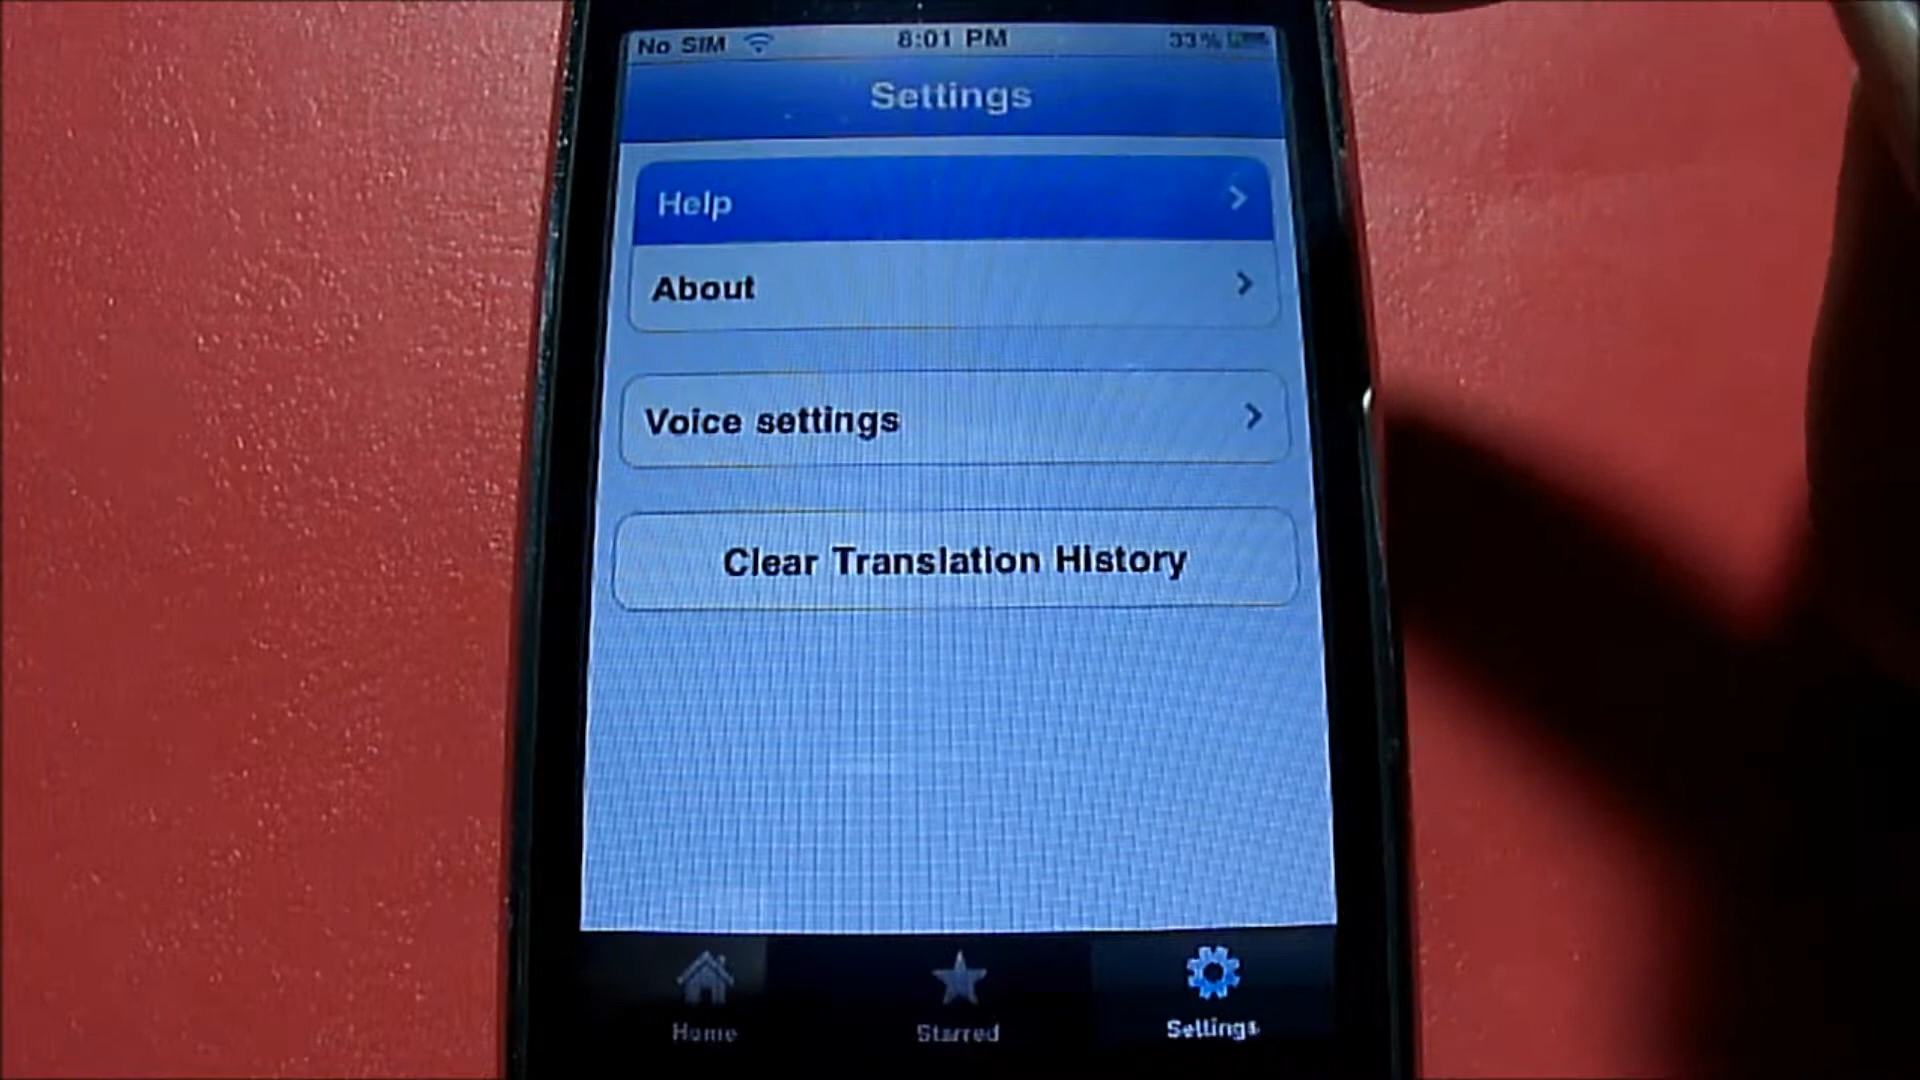 No SIM 8:01 PM 33%
Settings
Help
About
Voice settings
Clear Translation History
Home Starred Settings